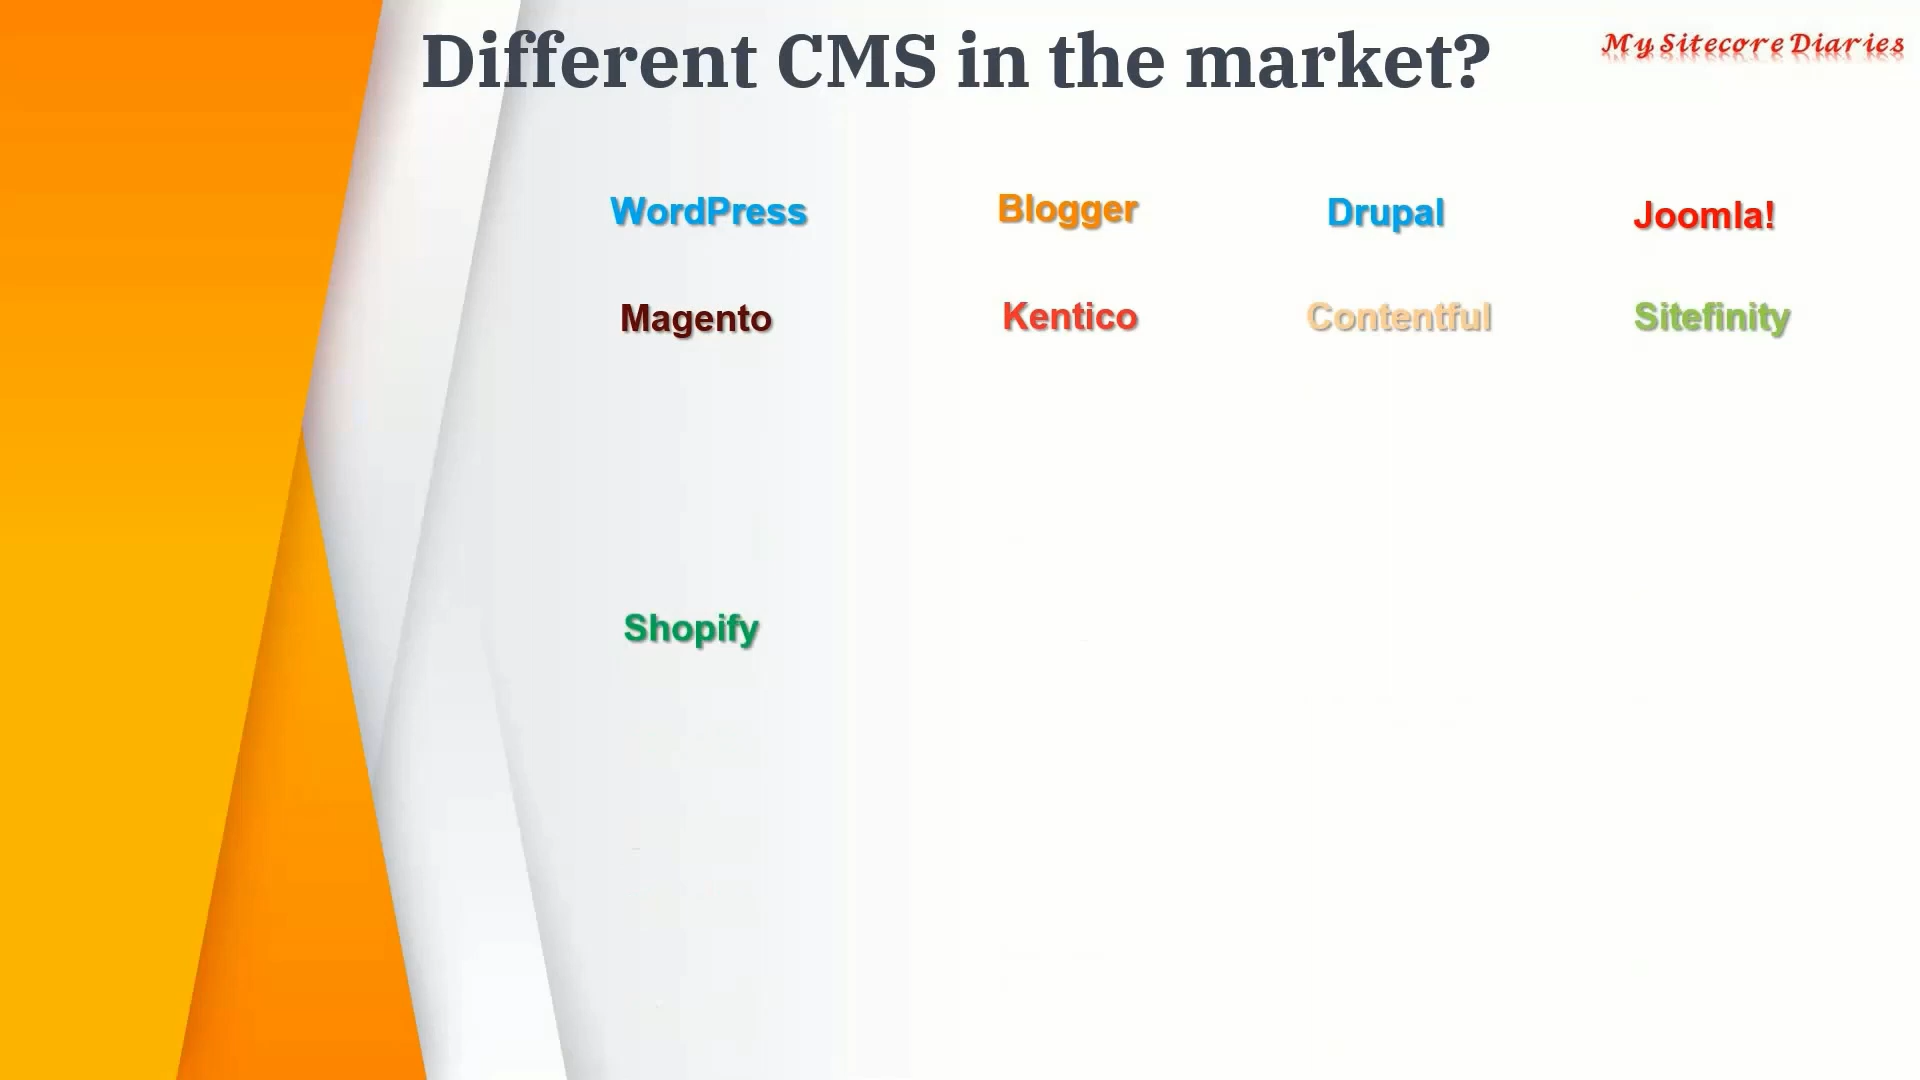 Different CMS in the market?
My Sitecore Diaries
WordPress Blogger Drupal Joomla!
Magento Kentico Contentful Sitefinity
Shopify